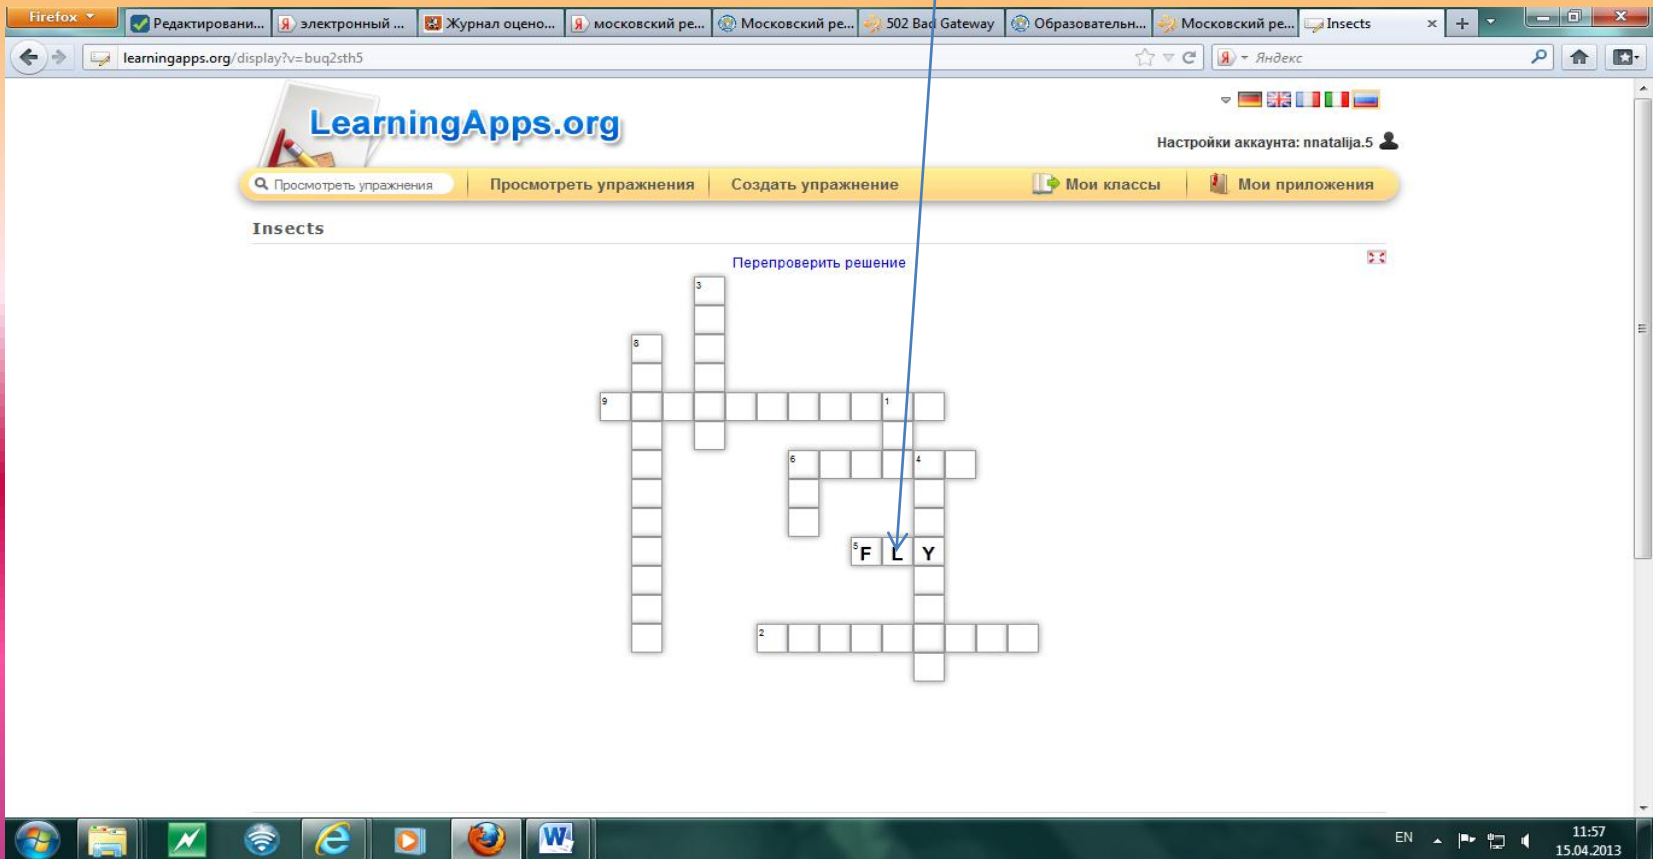 Firefox
Редактировани...
электронный ...
Журнал оцено...
московский ре...
Московский ре...
502 Bad Gateway
Образовательн...
Московский ре...
Insects
learningapps.org/display?v=buq2sth5
Яндекс
LearningApps.org
Настройки аккаунта: nnatalija.5
Просмотреть упражнения
Просмотреть упражнения
Создать упражнение
Мои классы
Мои приложения
Insects
Перепроверить решение
3
8
9
1
6
4
5 F L Y
2
EN
11:57
15.04.2013